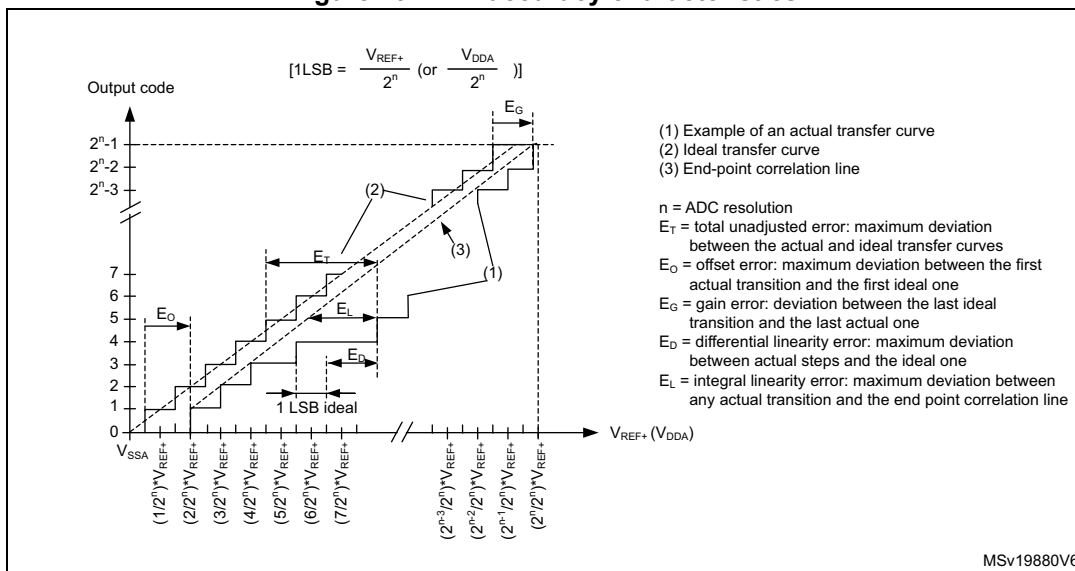 [1LSB = V_REF+ / 2^n (or V_DDA / 2^n )]
Output code
E_G
2^n-1
2^n-2
2^n-3
7
6
5
4
3
2
1
0
(2)
(3)
(1)
E_T
E_O
E_L
E_D
1 LSB ideal
V_SSA
(1/2^n)*V_REF+
(2/2^n)*V_REF+
(3/2^n)*V_REF+
(4/2^n)*V_REF+
(5/2^n)*V_REF+
(6/2^n)*V_REF+
(7/2^n)*V_REF+
(2^n-3/2^n)*V_REF+
(2^n-2/2^n)*V_REF+
(2^n-1/2^n)*V_REF+
(2^n/2^n)*V_REF+
V_REF+ (V_DDA)
(1) Example of an actual transfer curve
(2) Ideal transfer curve
(3) End-point correlation line
n = ADC resolution
E_T = total unadjusted error: maximum deviation
between the actual and ideal transfer curves
E_O = offset error: maximum deviation between the first
actual transition and the first ideal one
E_G = gain error: deviation between the last ideal
transition and the last actual one
E_D = differential linearity error: maximum deviation
between actual steps and the ideal one
E_L = integral linearity error: maximum deviation between
any actual transition and the end point correlation line
MSv19880V6